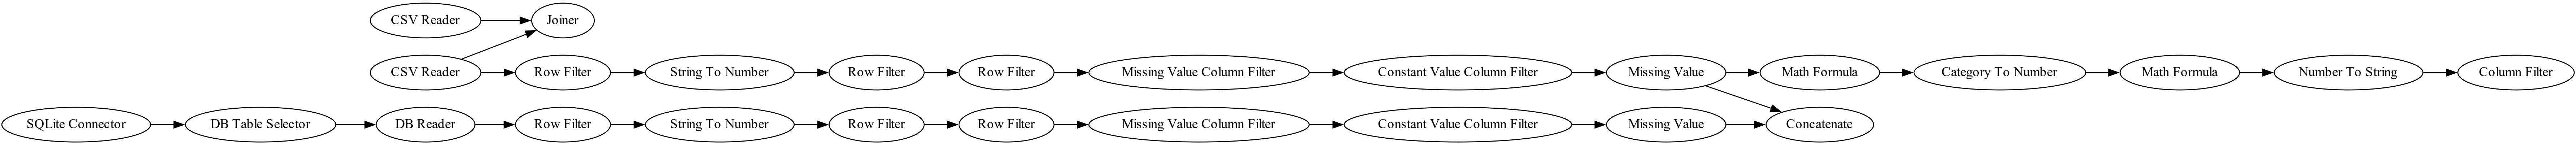 CSV Reader
Joiner
CSV Reader
Row Filter
String To Number
Row Filter
Row Filter
Missing Value Column Filter
Constant Value Column Filter
Missing Value
Math Formula
Category To Number
Math Formula
Number To String
Column Filter
SQLite Connector
DB Table Selector
DB Reader
Row Filter
String To Number
Row Filter
Row Filter
Missing Value Column Filter
Constant Value Column Filter
Missing Value
Concatenate